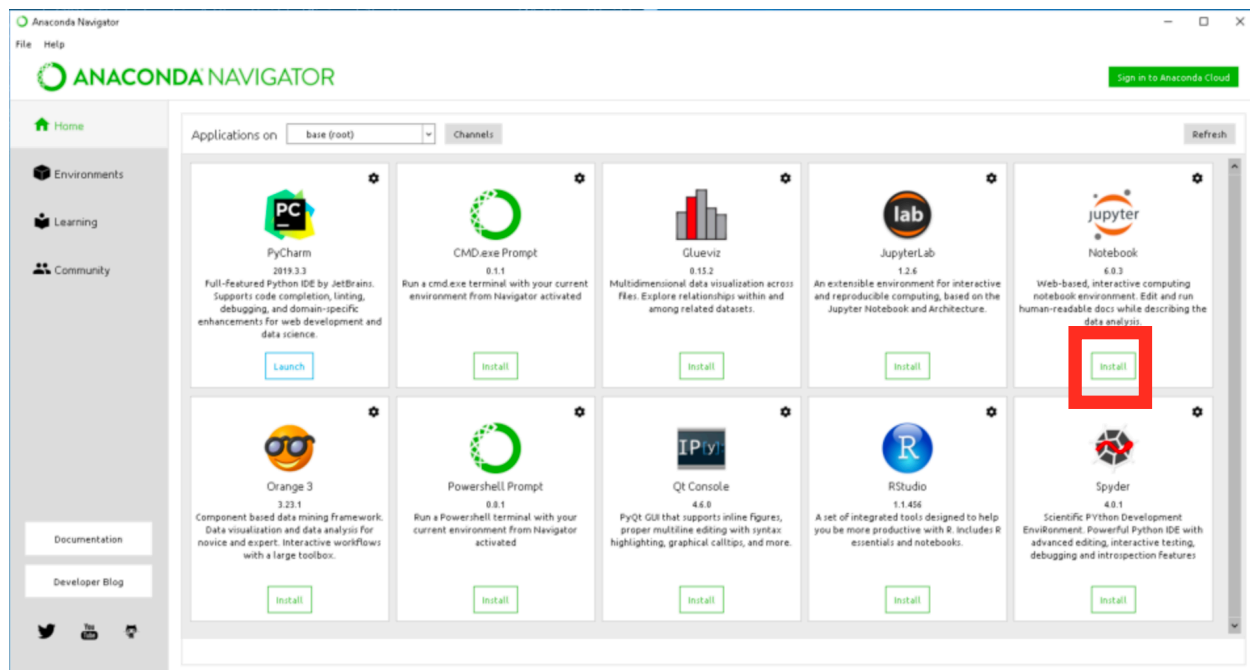 Anaconda Navigator
File Help
ANACONDA NAVIGATOR
Sign in to Anaconda Cloud
Home
Environments
Learning
Community
Documentation
Developer Blog
You
Tube
Applications on base (root) Channels Refresh
PC
PyCharm
2019.3.3
Full-featured Python IDE by JetBrains.
Supports code completion, linting,
debugging, and domain-specific
enhancements for web development and
data science.
Launch
CMD.exe Prompt
0.1.1
Run a cmd.exe terminal with your current
environment from Navigator activated
Install
Glueviz
0.15.2
Multidimensional data visualization across
files. Explore relationships within and
among related datasets.
Install
lab
JupyterLab
1.2.6
An extensible environment for interactive
and reproducible computing, based on the
Jupyter Notebook and Architecture.
Install
jupyter
Notebook
6.0.3
Web-based, interactive computing
notebook environment. Edit and run
human-readable docs while describing the
data analysis.
Install
Orange 3
3.23.1
Component based data mining framework.
Data visualization and data analysis for
novice and expert. Interactive workflows
with a large toolbox.
Install
Powershell Prompt
0.0.1
Run a Powershell terminal with your
current environment from Navigator
activated
Install
IP[y]:
Qt Console
4.6.0
PyQt GUI that supports inline figures,
proper multiline editing with syntax
highlighting, graphical calltips, and more.
Install
R
RStudio
1.1.456
A set of integrated tools designed to help
you be more productive with R. Includes R
essentials and notebooks.
Install
Spyder
4.0.1
Scientific PYthon Development
EnviRonment. Powerful Python IDE with
advanced editing, interactive testing,
debugging and introspection features
Install